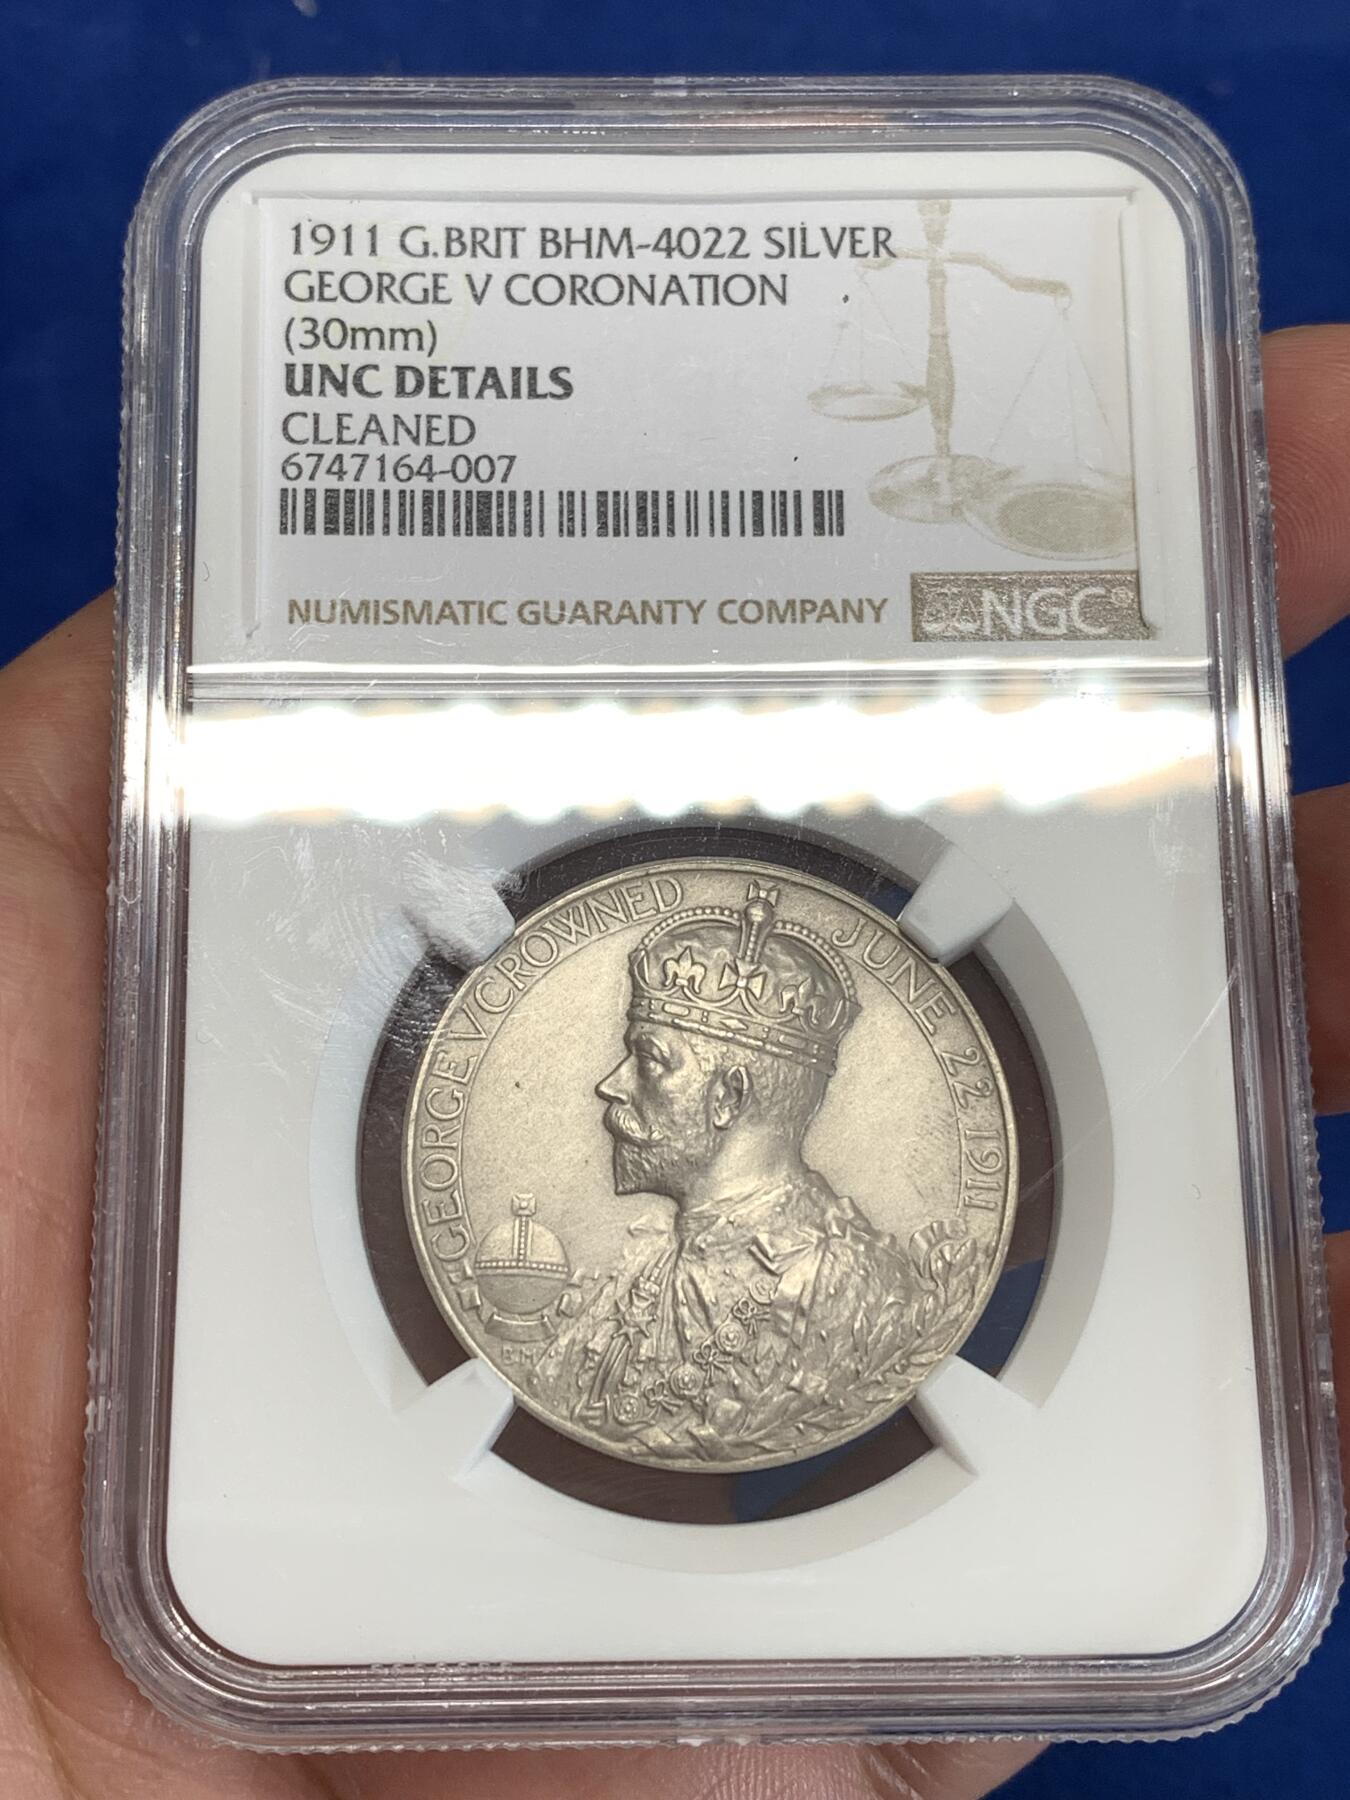 1911 G.BRIT BHM-4022 SILVER
GEORGE V CORONATION
(30mm)
UNC DETAILS
CLEANED
6747164-007
NUMISMATIC GUARANTY COMPANY
NGC®
GEORGE V CROWNED JUNE 22 1911
BM